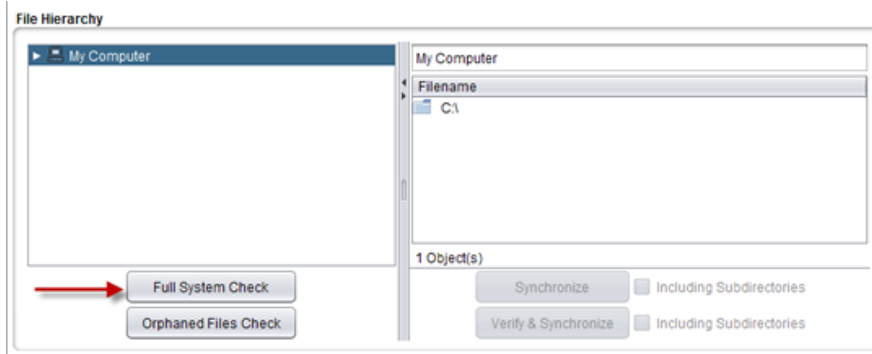 File Hierarchy
My Computer
Full System Check
Orphaned Files Check
My Computer
Filename
C:\
1 Object(s)
Synchronize Including Subdirectories
Verify & Synchronize Including Subdirectories